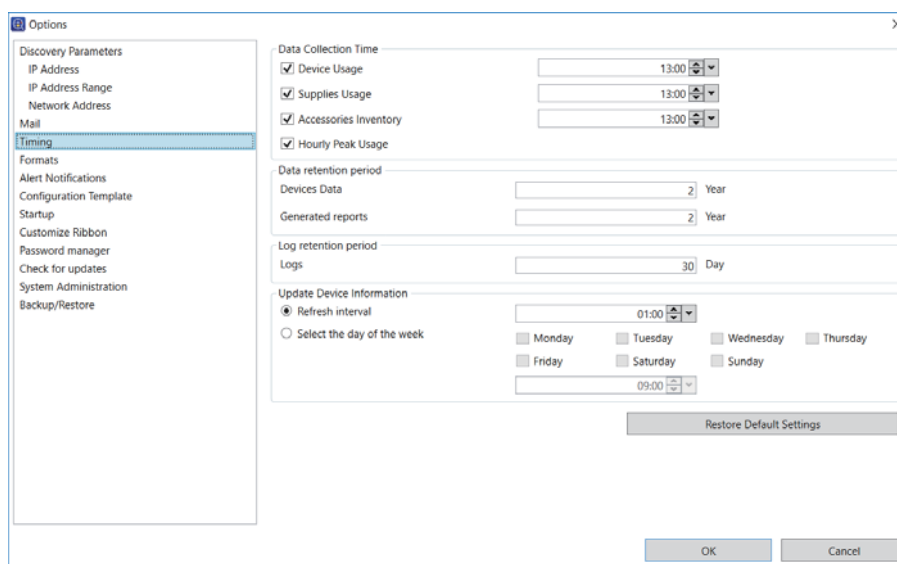 Options
Discovery Parameters
IP Address
IP Address Range
Network Address
Mail
Timing
Formats
Alert Notifications
Configuration Template
Startup
Customize Ribbon
Password manager
Check for updates
System Administration
Backup/Restore
Data Collection Time
Device Usage 13:00
Supplies Usage 13:00
Accessories Inventory 13:00
Hourly Peak Usage
Data retention period
Devices Data 2 Year
Generated reports 2 Year
Log retention period
Logs 30 Day
Update Device Information
Refresh interval 01:00
Select the day of the week
Monday Tuesday Wednesday Thursday
Friday Saturday Sunday
09:00
Restore Default Settings
OK Cancel